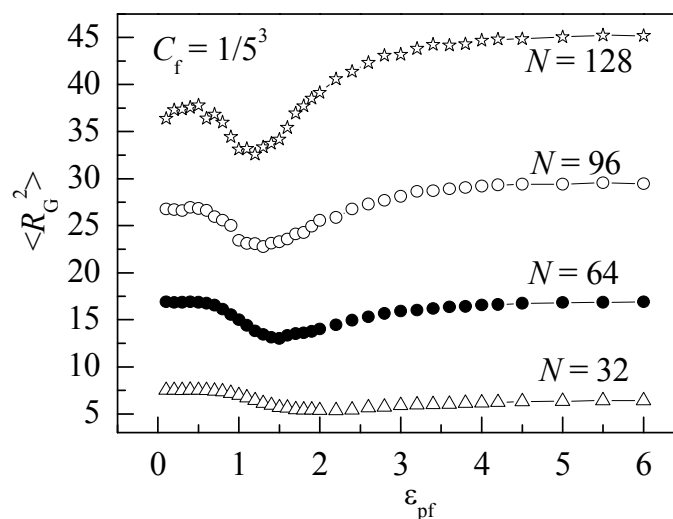 C_f = 1/5^3
N = 128
N = 96
N = 64
N = 32
45
40
35
30
25
20
15
10
5
<R_G^2>
0 1 2 3 4 5 6
ε_pf